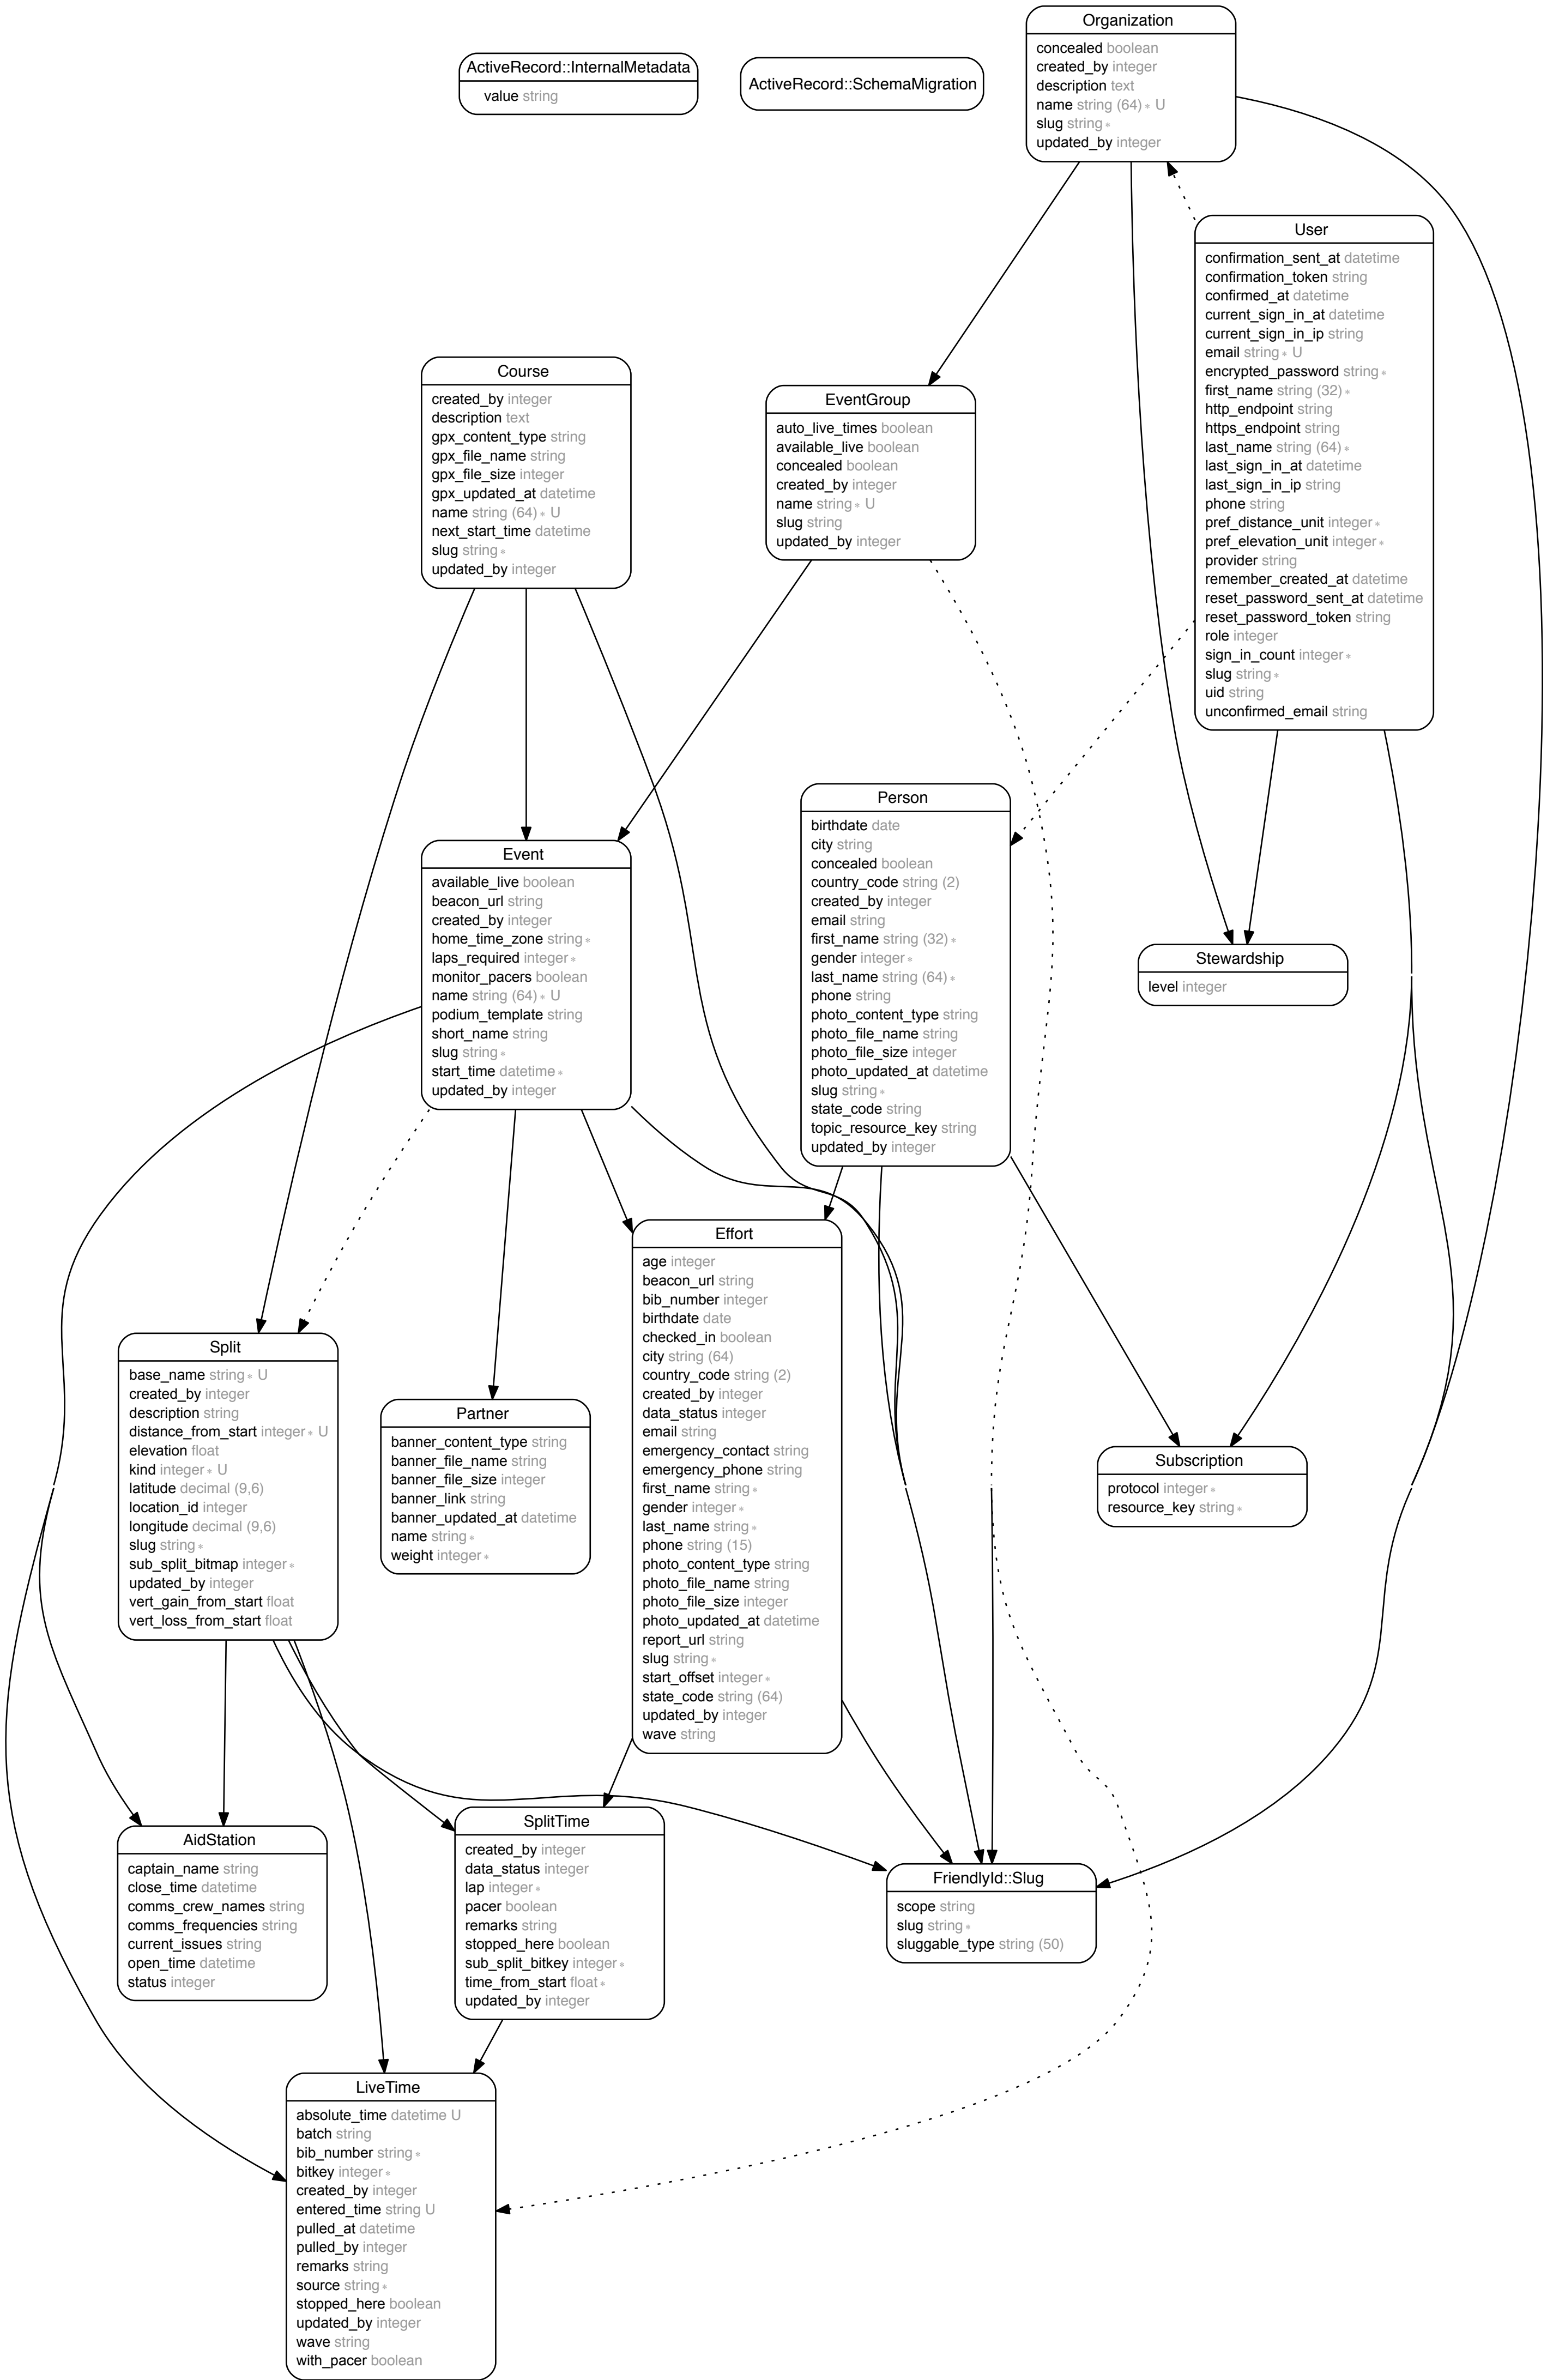 Organization
concealed boolean
created_by integer
description text
name string (64)∗ U
slug string∗
updated_by integer
ActiveRecord::InternalMetadata
value string
ActiveRecord::SchemaMigration
User
confirmation_sent_at datetime
confirmation_token string
confirmed_at datetime
current_sign_in_at datetime
current_sign_in_ip string
email string∗ U
encrypted_password string∗
first_name string (32)∗
http_endpoint string
https_endpoint string
last_name string (64)∗
last_sign_in_at datetime
last_sign_in_ip string
phone string
pref_distance_unit integer∗
pref_elevation_unit integer∗
provider string
remember_created_at datetime
reset_password_sent_at datetime
reset_password_token string
role integer
sign_in_count integer∗
slug string∗
uid string
unconfirmed_email string
Course
created_by integer
description text
gpx_content_type string
gpx_file_name string
gpx_file_size integer
gpx_updated_at datetime
name string (64)∗ U
next_start_time datetime
slug string∗
updated_by integer
EventGroup
auto_live_times boolean
available_live boolean
concealed boolean
created_by integer
name string∗ U
slug string
updated_by integer
Person
birthdate date
city string
concealed boolean
country_code string (2)
created_by integer
email string
first_name string (32)∗
gender integer∗
last_name string (64)∗
phone string
photo_content_type string
photo_file_name string
photo_file_size integer
photo_updated_at datetime
slug string∗
state_code string
topic_resource_key string
updated_by integer
Event
available_live boolean
beacon_url string
created_by integer
home_time_zone string∗
laps_required integer∗
monitor_pacers boolean
name string (64)∗ U
podium_template string
short_name string
slug string∗
start_time datetime∗
updated_by integer
Stewardship
level integer
Effort
age integer
beacon_url string
bib_number integer
birthdate date
checked_in boolean
city string (64)
country_code string (2)
created_by integer
data_status integer
email string
emergency_contact string
emergency_phone string
first_name string∗
gender integer∗
last_name string∗
phone string (15)
photo_content_type string
photo_file_name string
photo_file_size integer
photo_updated_at datetime
report_url string
slug string∗
start_offset integer∗
state_code string (64)
updated_by integer
wave string
Split
base_name string∗ U
created_by integer
description string
distance_from_start integer∗ U
elevation float
kind integer∗ U
latitude decimal (9,6)
location_id integer
longitude decimal (9,6)
slug string∗
sub_split_bitmap integer∗
updated_by integer
vert_gain_from_start float
vert_loss_from_start float
Partner
banner_content_type string
banner_file_name string
banner_file_size integer
banner_link string
banner_updated_at datetime
name string∗
weight integer∗
Subscription
protocol integer∗
resource_key string∗
AidStation
captain_name string
close_time datetime
comms_crew_names string
comms_frequencies string
current_issues string
open_time datetime
status integer
SplitTime
created_by integer
data_status integer
lap integer∗
pacer boolean
remarks string
stopped_here boolean
sub_split_bitkey integer∗
time_from_start float∗
updated_by integer
FriendlyId::Slug
scope string
slug string∗
sluggable_type string (50)
LiveTime
absolute_time datetime U
batch string
bib_number string∗
bitkey integer∗
created_by integer
entered_time string U
pulled_at datetime
pulled_by integer
remarks string
source string∗
stopped_here boolean
updated_by integer
wave string
with_pacer boolean